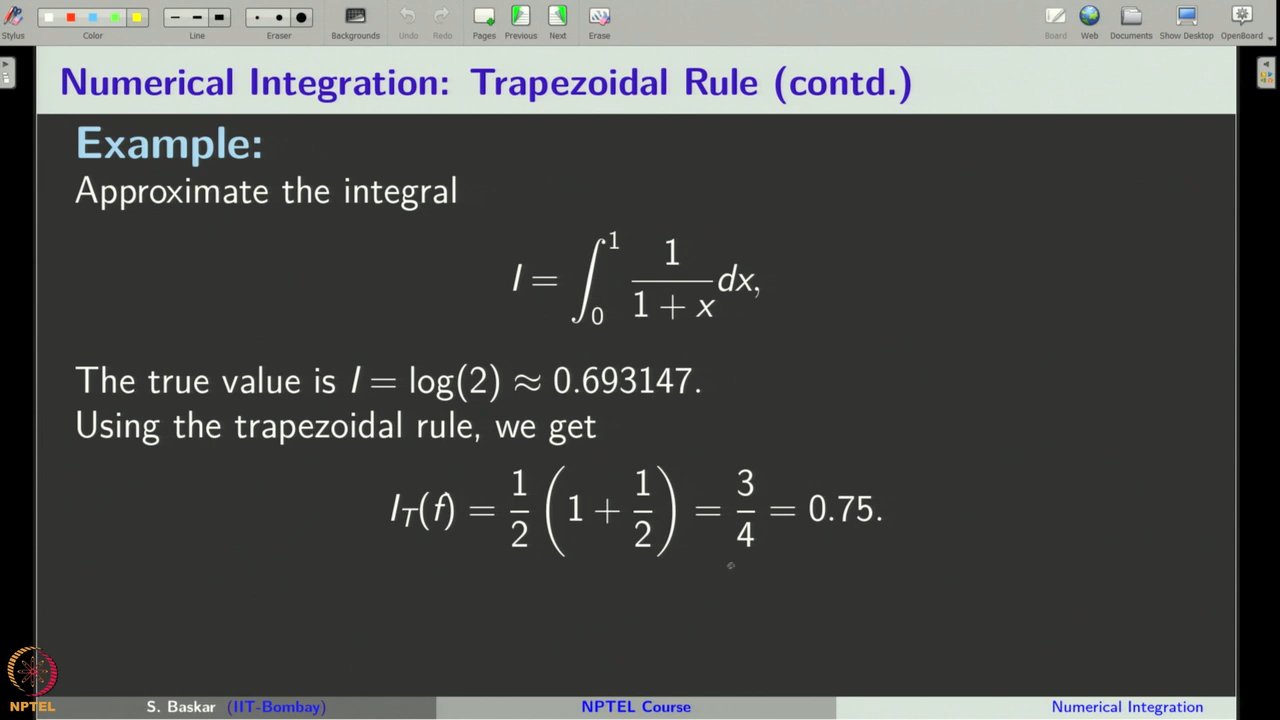 Stylus
Color
Line
Eraser
Backgrounds
Undo
Redo
Pages
Previous
Next
Erase
Board
Web
Documents
Show Desktop
OpenBoard
Numerical Integration: Trapezoidal Rule (contd.)
Example:
Approximate the integral
I = ∫₀¹ 1/(1 + x) dx,
The true value is I = log(2) ≈ 0.693147.
Using the trapezoidal rule, we get
I_T(f) = 1/2 (1 + 1/2) = 3/4 = 0.75.
NPTEL
S. Baskar (IIT-Bombay)
NPTEL Course
Numerical Integration